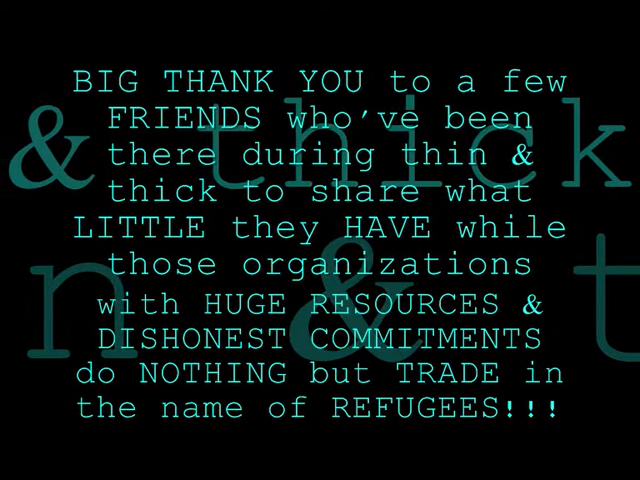 BIG THANK YOU to a few
FRIENDS who've been
there during thin &
thick to share what
LITTLE they HAVE while
those organizations
with HUGE RESOURCES &
DISHONEST COMMITMENTS
do NOTHING but TRADE in
the name of REFUGEES!!!
& thick
n & t